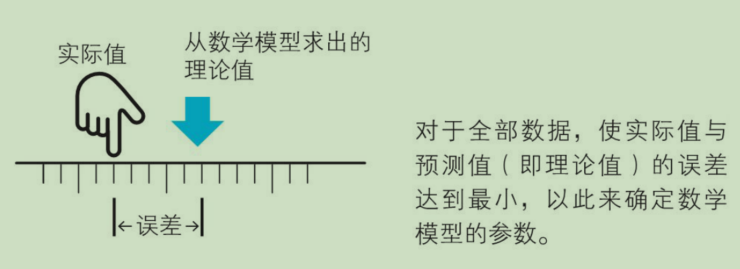 实际值
从数学模型求出的
理论值
←误差→
对于全部数据，使实际值与
预测值（即理论值）的误差
达到最小，以此来确定数学
模型的参数。